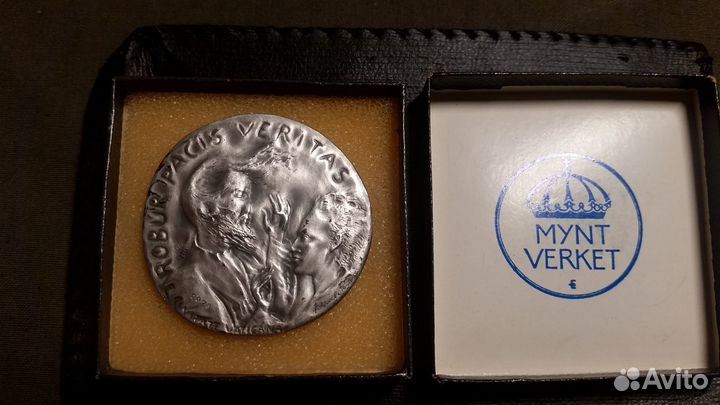 ROBUR PACIS VERITAS
MYNT
VERKET
Avito